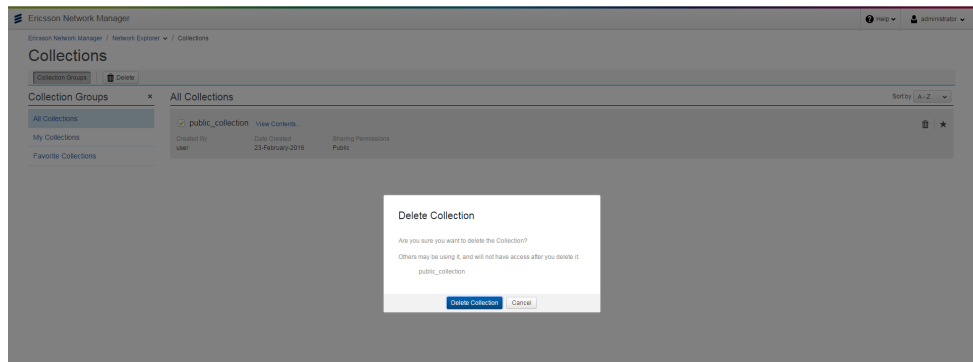 Ericsson Network Manager
Help
administrator
Ericsson Network Manager / Network Explorer / Collections
Collections
Collection Groups
Delete
Collection Groups ×
All Collections
Sort by A - Z
All Collections
My Collections
Favorite Collections
public_collection View Contents...
Created By Date Created Sharing Permissions
user 23-February-2016 Public
Delete Collection
Are you sure you want to delete the Collection?
Others may be using it, and will not have access after you delete it.
public_collection
Delete Collection
Cancel